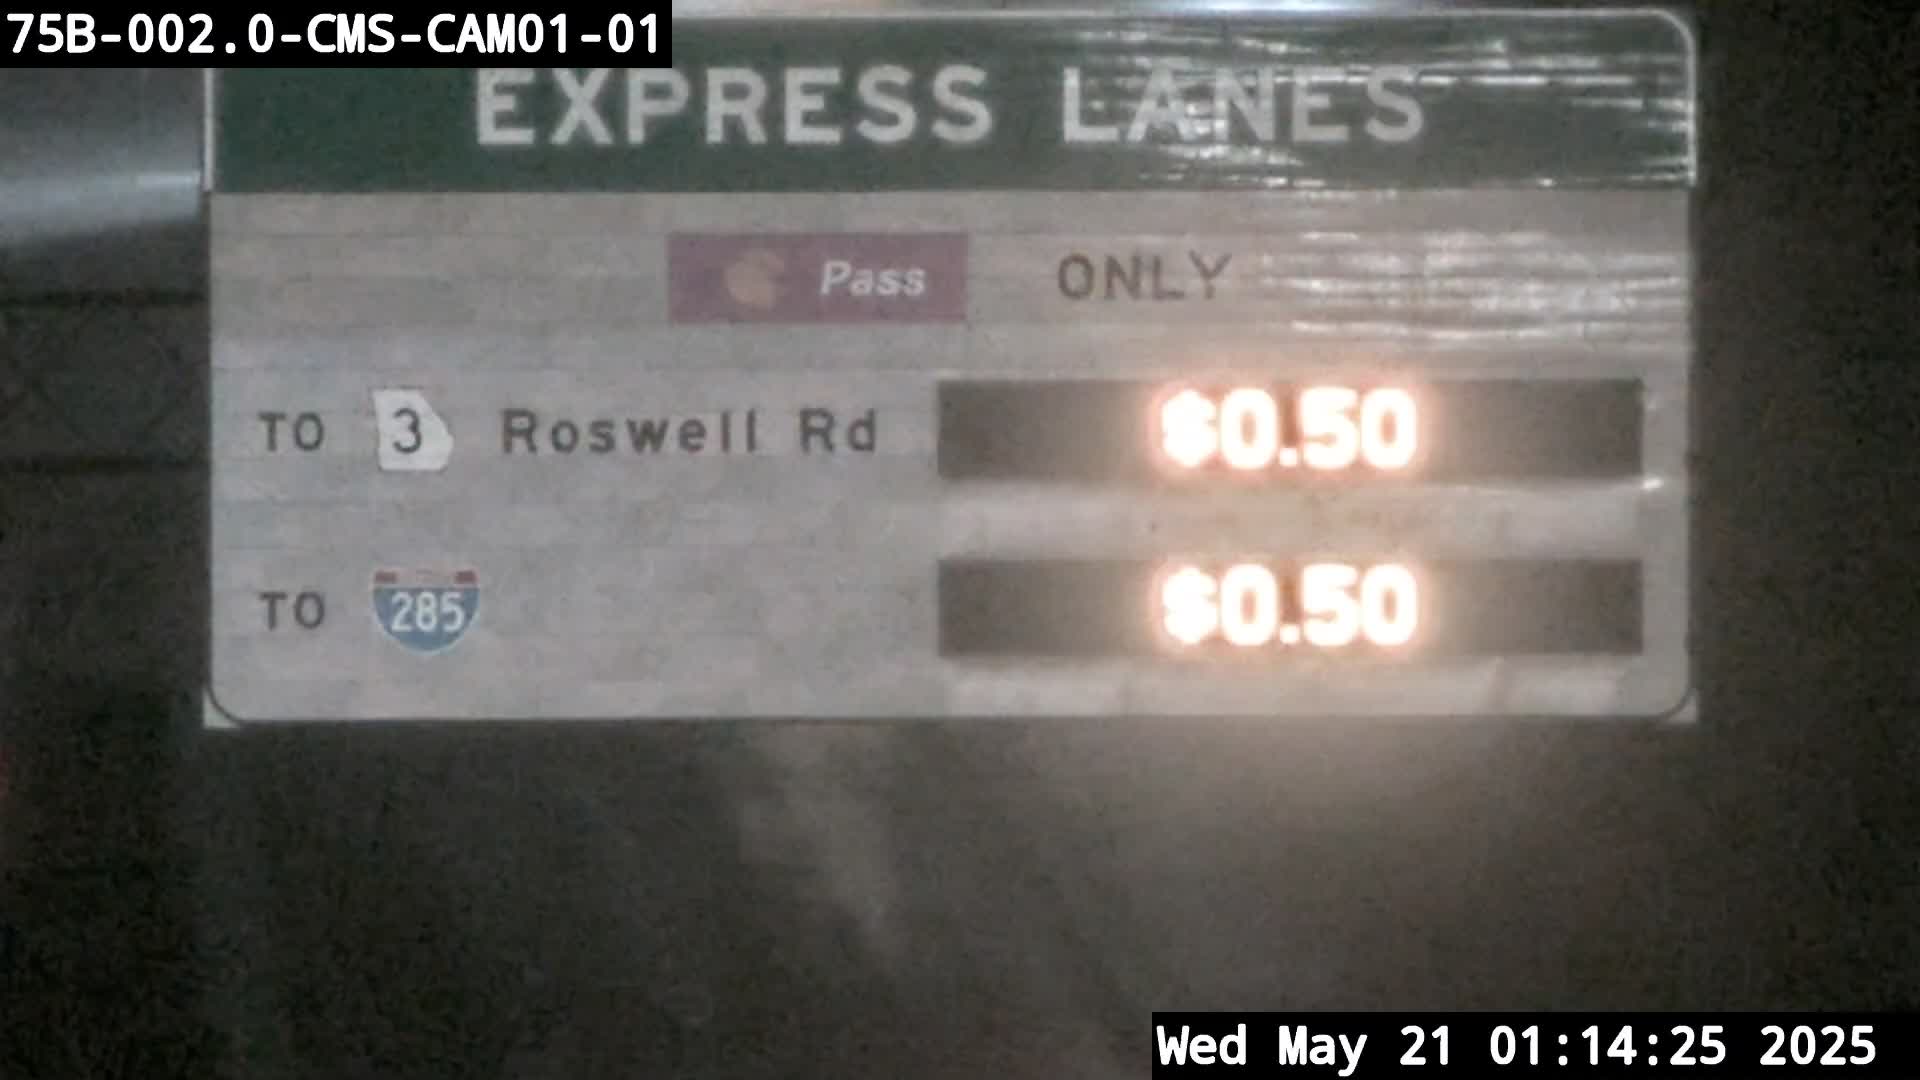 75B-002.0-CMS-CAM01-01
EXPRESS LANES
Pass ONLY
TO 3 Roswell Rd $0.50
TO 285 $0.50
Wed May 21 01:14:25 2025